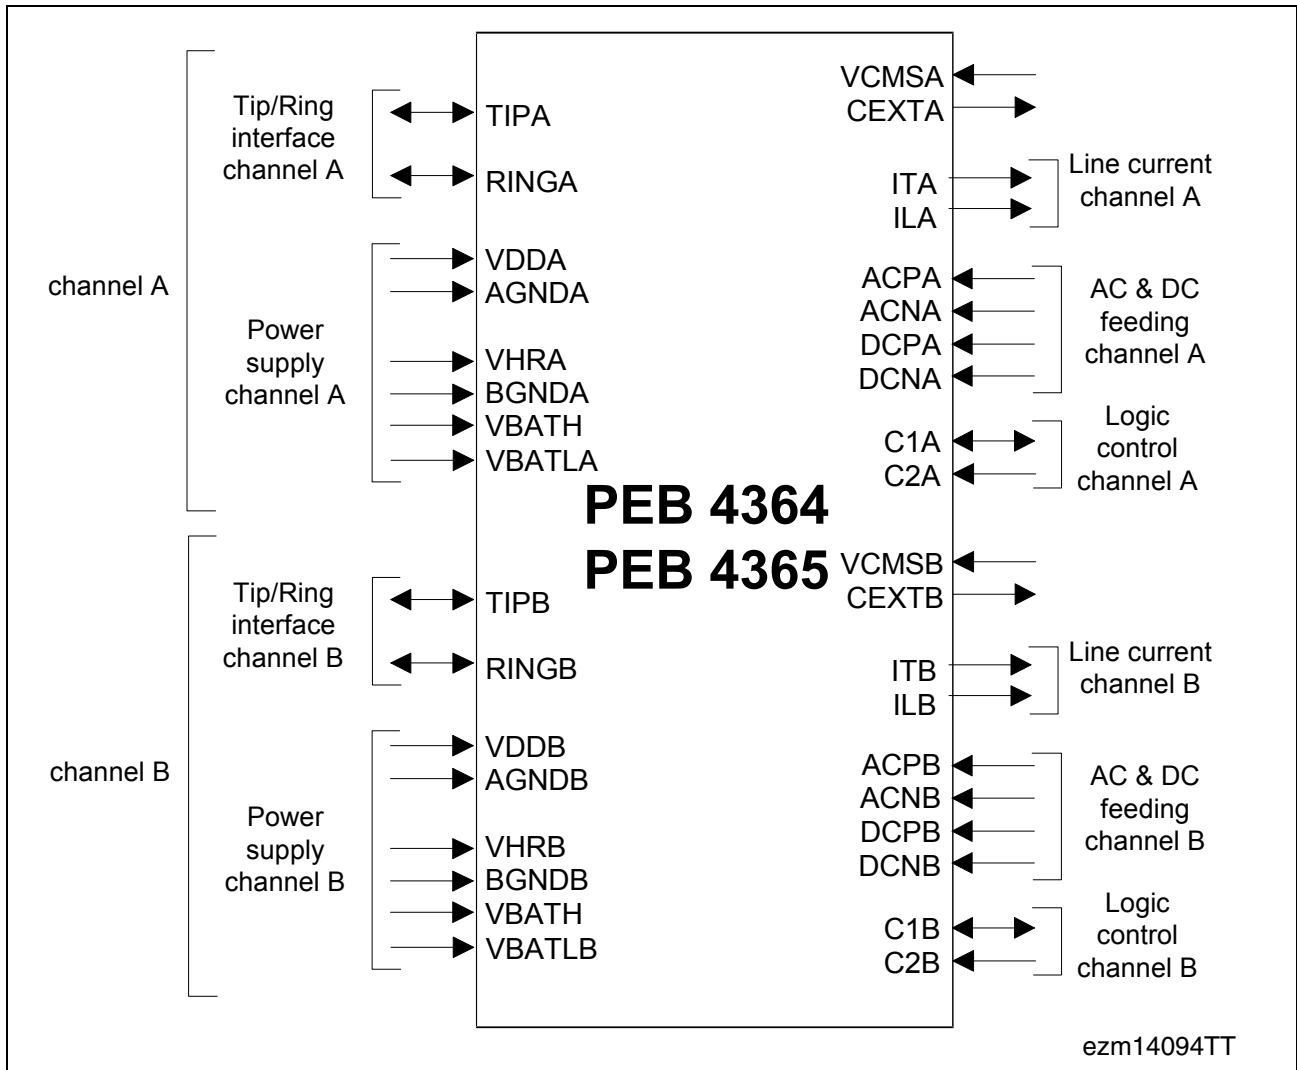 channel A
Tip/Ring
interface
channel A
TIPA
RINGA
Power
supply
channel A
VDDA
AGNDA
VHRA
BGNDA
VBATH
VBATLA
VCMSA
CEXTA
ITA
ILA
Line current
channel A
ACPA
ACNA
DCPA
DCNA
AC & DC
feeding
channel A
C1A
C2A
Logic
control
channel A
PEB 4364
PEB 4365
channel B
Tip/Ring
interface
channel B
TIPB
RINGB
Power
supply
channel B
VDDB
AGNDB
VHRB
BGNDB
VBATH
VBATLB
VCMSB
CEXTB
ITB
ILB
Line current
channel B
ACPB
ACNB
DCPB
DCNB
AC & DC
feeding
channel B
C1B
C2B
Logic
control
channel B
ezm14094TT